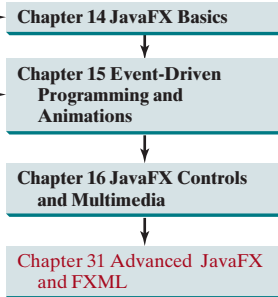 Chapter 14 JavaFX Basics
Chapter 15 Event-Driven
Programming and
Animations
Chapter 16 JavaFX Controls
and Multimedia
Chapter 31 Advanced JavaFX
and FXML